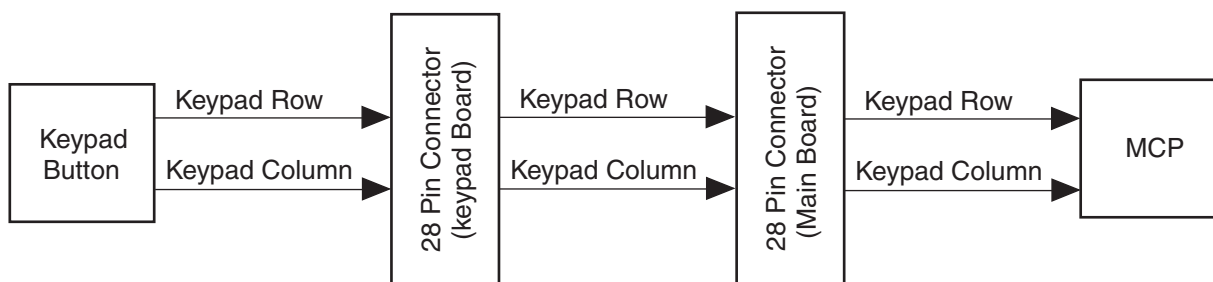 Keypad
Button
Keypad Row
Keypad Column
28 Pin Connector
(keypad Board)
Keypad Row
Keypad Column
28 Pin Connector
(Main Board)
Keypad Row
Keypad Column
MCP